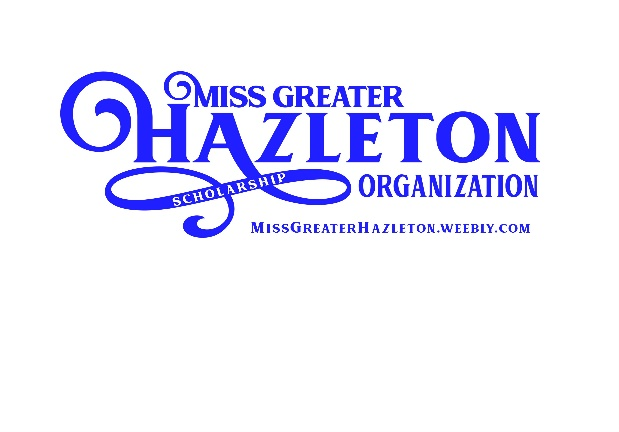 MISS GREATER
HAZLETON
SCHOLARSHIP
ORGANIZATION
MISSGREATERHAZLETON.WEEBLY.COM